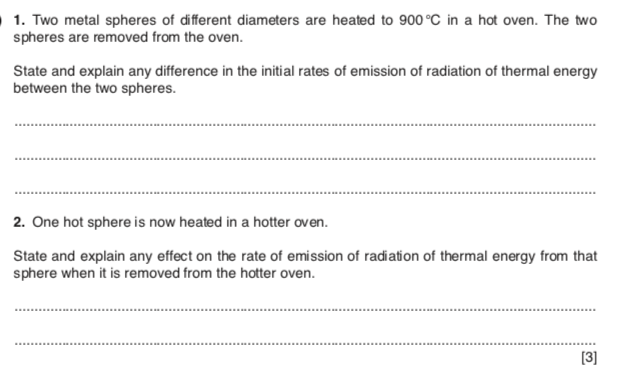 1. Two metal spheres of different diameters are heated to 900 °C in a hot oven. The two
spheres are removed from the oven.
State and explain any difference in the initial rates of emission of radiation of thermal energy
between the two spheres.
2. One hot sphere is now heated in a hotter oven.
State and explain any effect on the rate of emission of radiation of thermal energy from that
sphere when it is removed from the hotter oven.
[3]